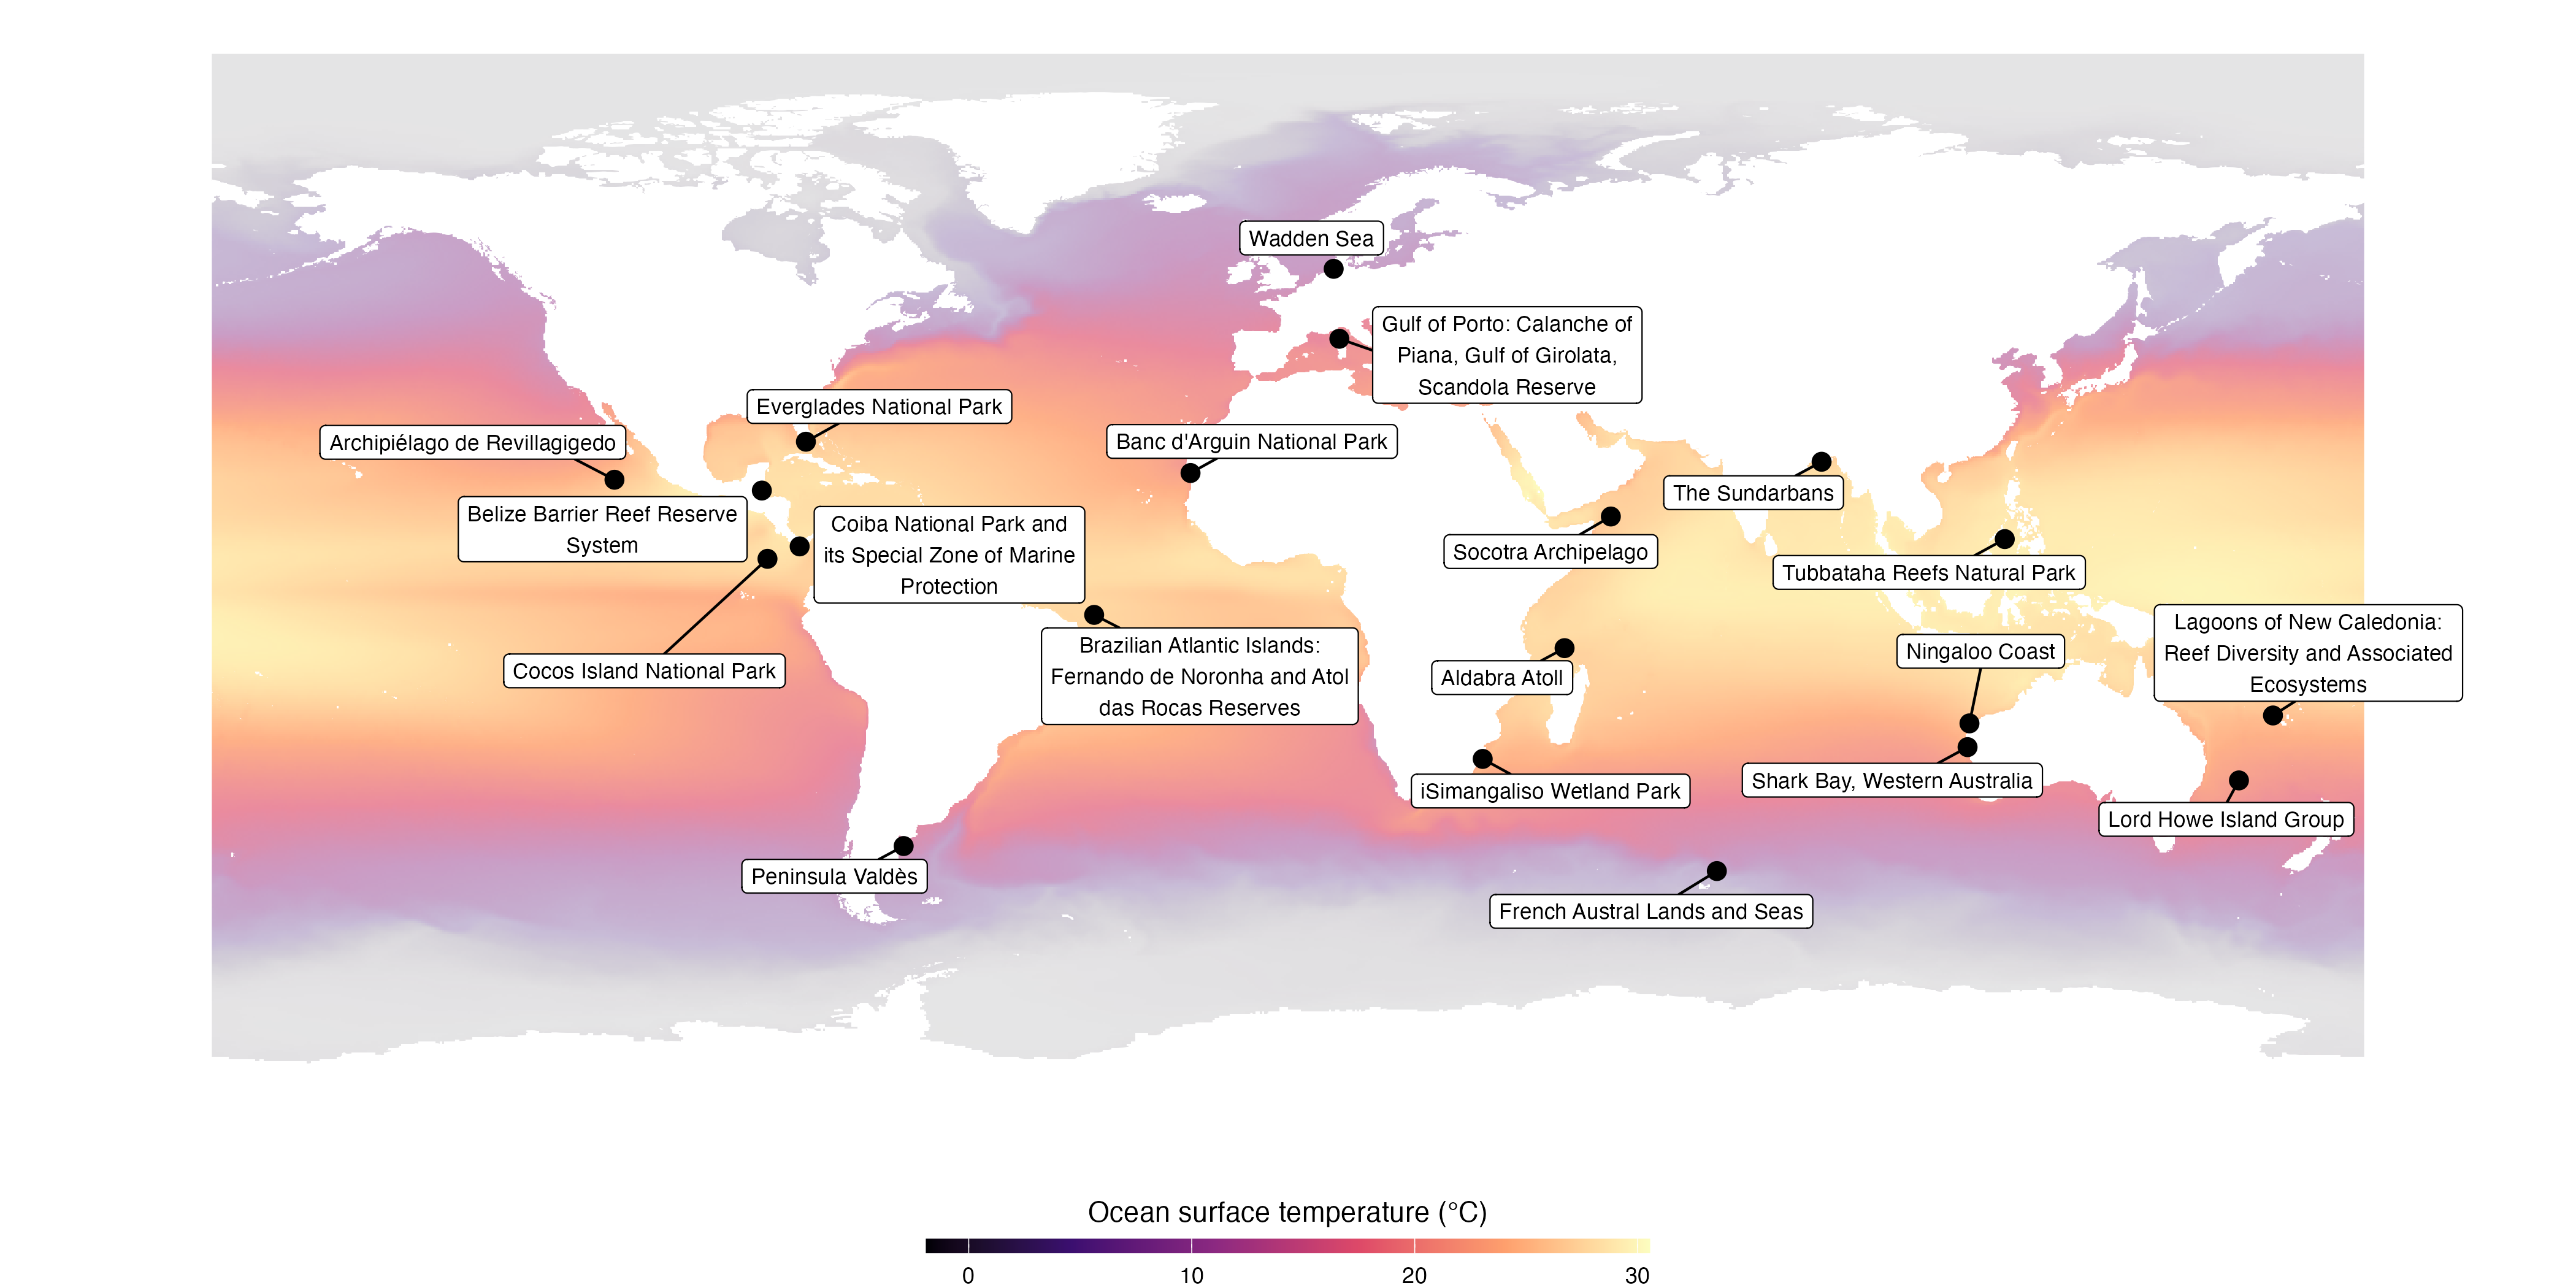 Wadden Sea
Gulf of Porto: Calanche of
Piana, Gulf of Girolata,
Scandola Reserve
Everglades National Park
Archipiélago de Revillagigedo
Banc d'Arguin National Park
The Sundarbans
Belize Barrier Reef Reserve
System
Coiba National Park and
its Special Zone of Marine
Protection
Socotra Archipelago
Tubbataha Reefs Natural Park
Cocos Island National Park
Brazilian Atlantic Islands:
Fernando de Noronha and Atol
das Rocas Reserves
Aldabra Atoll
Ningaloo Coast
Lagoons of New Caledonia:
Reef Diversity and Associated
Ecosystems
iSimangaliso Wetland Park
Shark Bay, Western Australia
Lord Howe Island Group
Peninsula Valdès
French Austral Lands and Seas
Ocean surface temperature (°C)
0 10 20 30